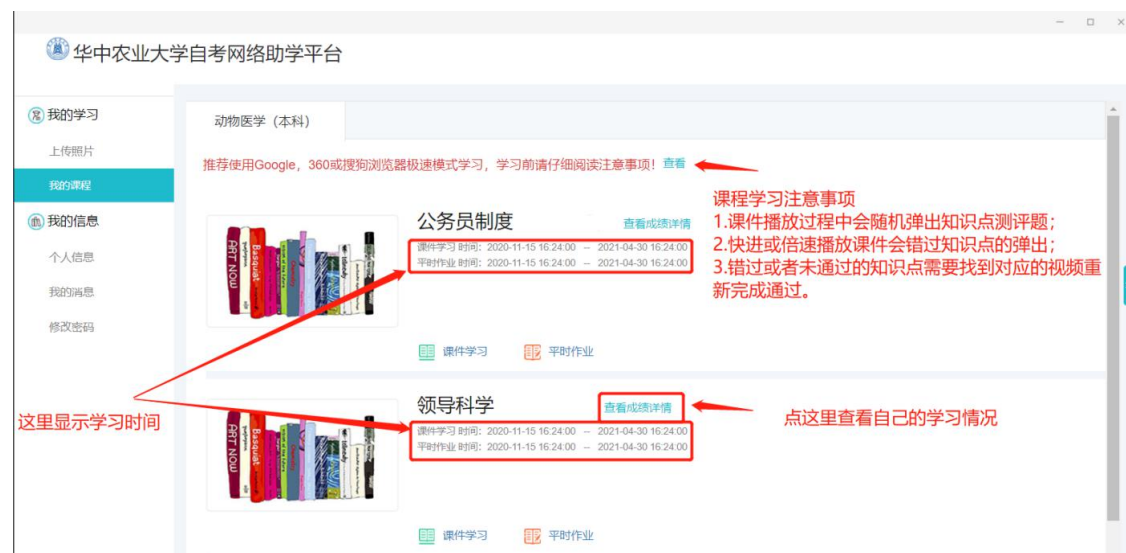 华中农业大学自考网络助学平台
我的学习
上传照片
我的课程
我的信息
个人信息
我的消息
修改密码
动物医学（本科）
推荐使用Google，360或搜狗浏览器极速模式学习，学习前请仔细阅读注意事项！ 查看
课程学习注意事项
1.课件播放过程中会随机弹出知识点测评题；
2.快进或倍速播放课件会错过知识点的弹出；
3.错过或者未通过的知识点需要找到对应的视频重
新完成通过。
ART NOW
Basquiat
公务员制度
查看成绩详情
课件学习 时间：2020-11-15 16:24:00 -- 2021-04-30 16:24:00
平时作业 时间：2020-11-15 16:24:00 -- 2021-04-30 16:24:00
课件学习
平时作业
这里显示学习时间
ART NOW
Basquiat
领导科学
查看成绩详情
点这里查看自己的学习情况
课件学习 时间：2020-11-15 16:24:00 -- 2021-04-30 16:24:00
平时作业 时间：2020-11-15 16:24:00 -- 2021-04-30 16:24:00
课件学习
平时作业